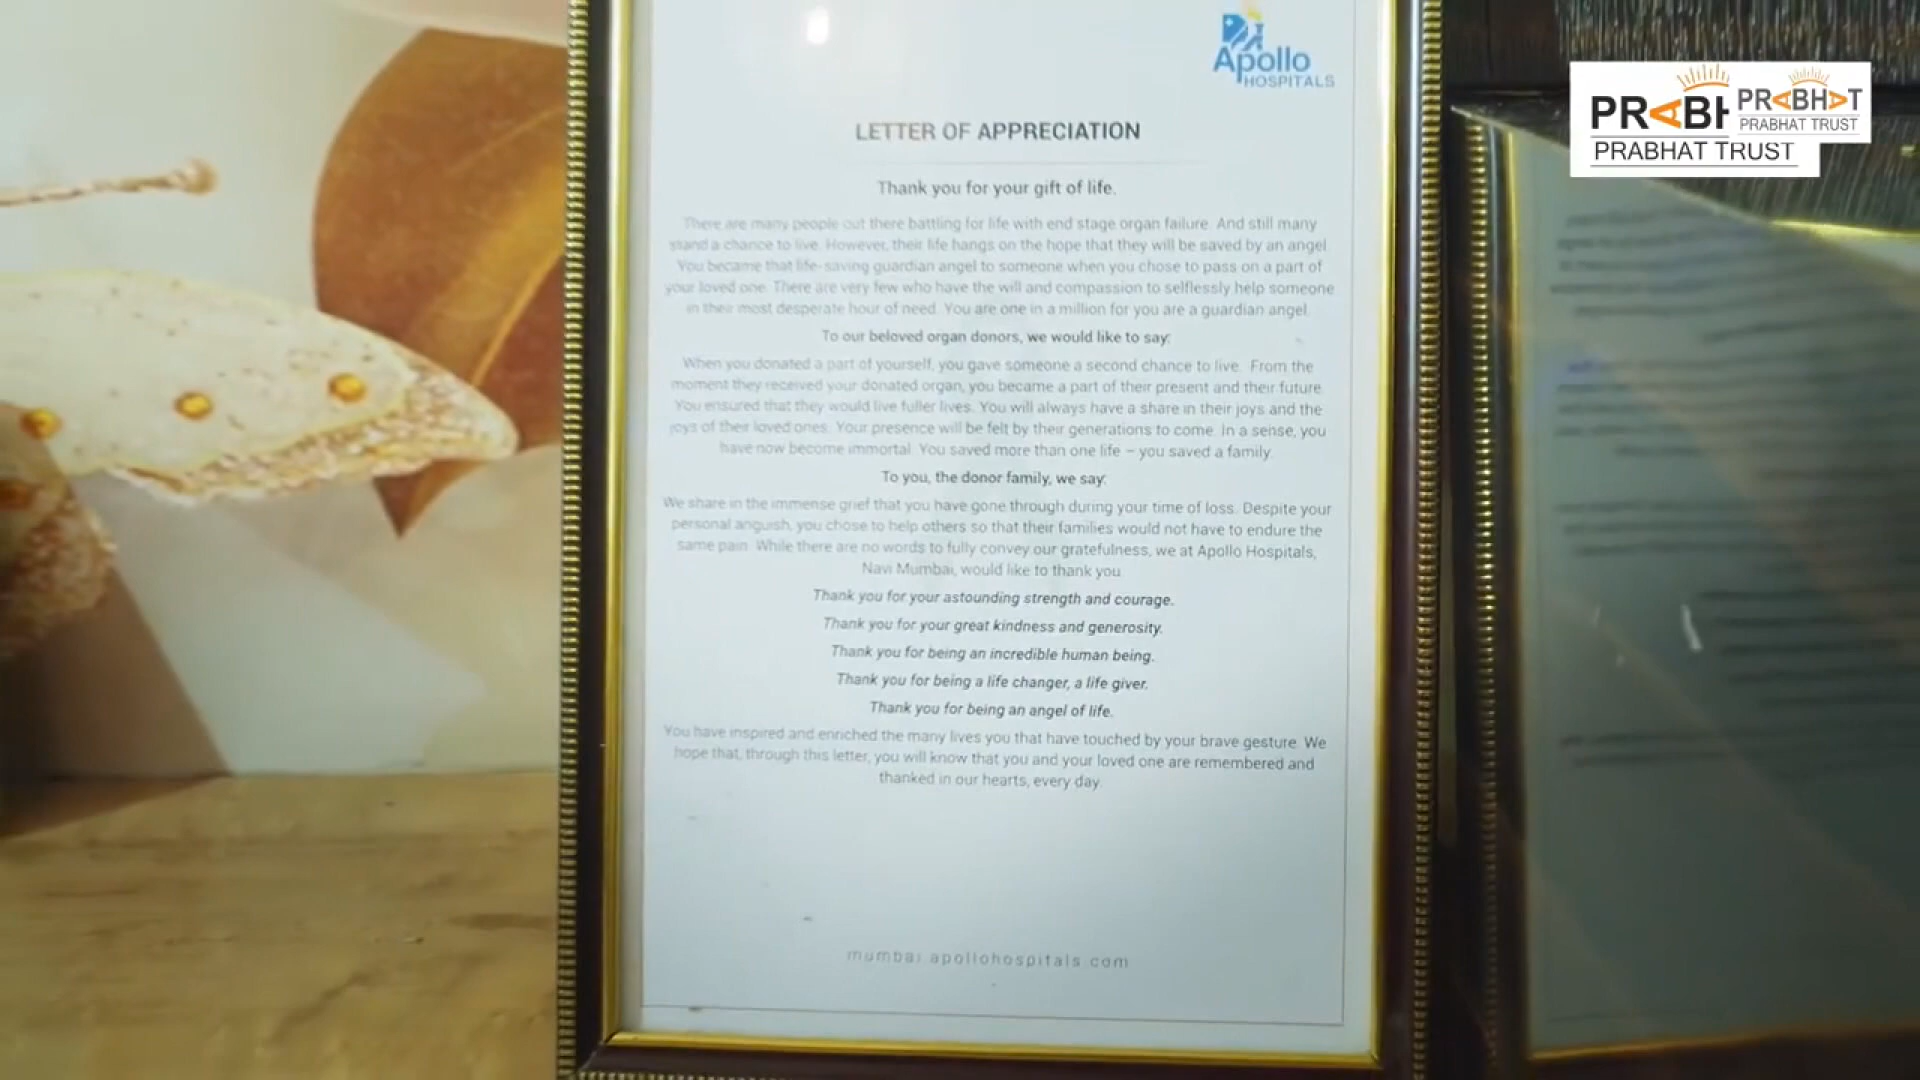 Apollo
HOSPITALS
PRABH
PRABHAT TRUST
PRABHAT
PRABHAT TRUST
LETTER OF APPRECIATION
Thank you for your gift of life.
There are many people out there battling for life with end stage organ failure. And still many
stand a chance to live. However, their life hangs on the hope that they will be saved by an angel.
You became that life-saving guardian angel to someone when you chose to pass on a part of
your loved one. There are very few who have the will and compassion to selflessly help someone
in their most desperate hour of need. You are one in a million for you are a guardian angel.
To our beloved organ donors, we would like to say:
When you donated a part of yourself, you gave someone a second chance to live. From the
moment they received your donated organ, you became a part of their present and their future.
You ensured that they would live fuller lives. You will always have a share in their joys and the
joys of their loved ones. Your presence will be felt by their generations to come. In a sense, you
have now become immortal. You saved more than one life – you saved a family.
To you, the donor family, we say:
We share in the immense grief that you have gone through during your time of loss. Despite your
personal anguish, you chose to help others so that their families would not have to endure the
same pain. While there are no words to fully convey our gratefulness, we at Apollo Hospitals,
Navi Mumbai, would like to thank you.
Thank you for your astounding strength and courage.
Thank you for your great kindness and generosity.
Thank you for being an incredible human being.
Thank you for being a life changer, a life giver.
Thank you for being an angel of life.
You have inspired and enriched the many lives you that have touched by your brave gesture. We
hope that, through this letter, you will know that you and your loved one are remembered and
thanked in our hearts, every day.
mumbai.apollohospitals.com